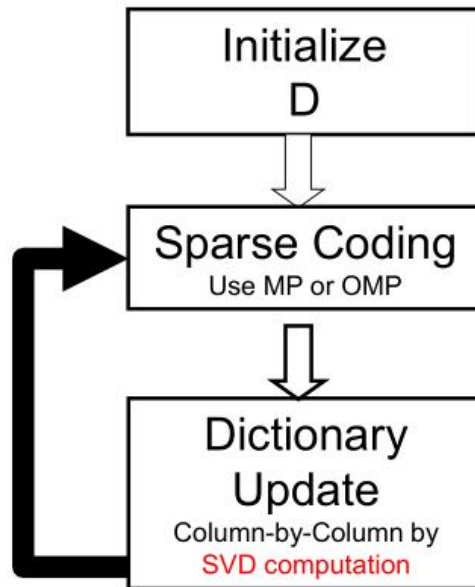 Initialize
D
Sparse Coding
Use MP or OMP
Dictionary
Update
Column-by-Column by
SVD computation